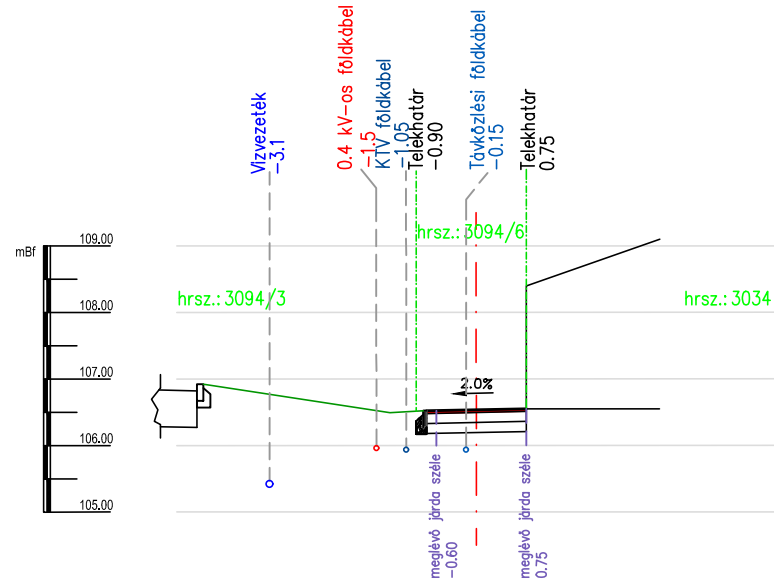 Vízvezeték
-3.1
0.4 kV-os földkábel
-1.5
KTV földkábel
-1.05
Telekhatár
-0.90
Távközlési földkábel
-0.15
Telekhatár
0.75
hrsz.: 3094/6
mBf
109.00
hrsz.: 3094/3
hrsz.: 3034
108.00
107.00
2.0%
106.00
105.00
meglévő járda széle
-0.60
meglévő járda széle
0.75